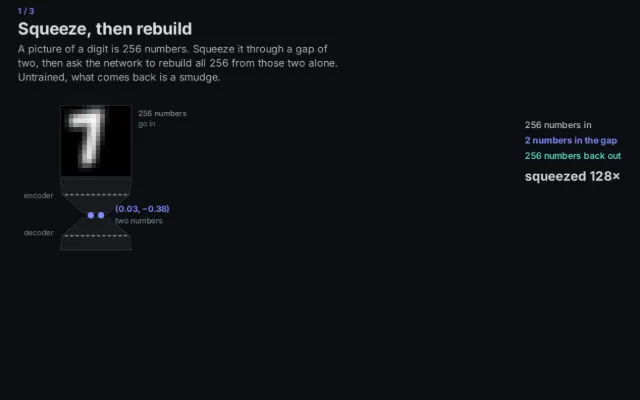 1 / 3
Squeeze, then rebuild
A picture of a digit is 256 numbers. Squeeze it through a gap of
two, then ask the network to rebuild all 256 from those two alone.
Untrained, what comes back is a smudge.
7
256 numbers
go in
encoder
(0.03, −0.38)
two numbers
decoder
256 numbers in
2 numbers in the gap
256 numbers back out
squeezed 128×